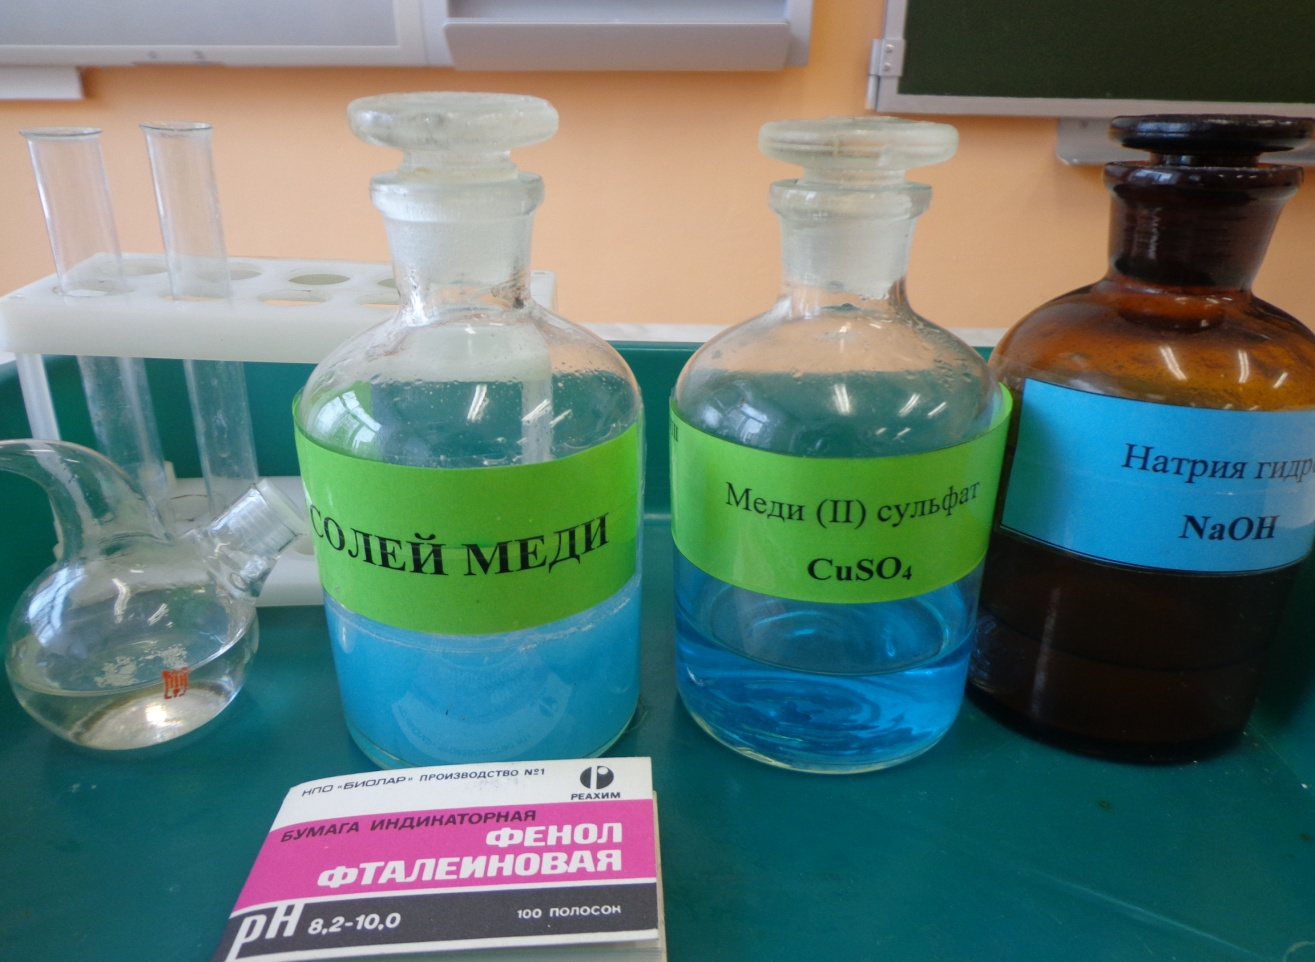 СОЛЕЙ МЕДИ
Меди (II) сульфат
CuSO₄
Натрия гидро
NaOH
НПО "БИОЛАР" ПРОИЗВОДСТВО №1
РЕАХИМ
БУМАГА ИНДИКАТОРНАЯ
ФЕНОЛ
ФТАЛЕИНОВАЯ
pH 8,2-10,0
100 ПОЛОСОК